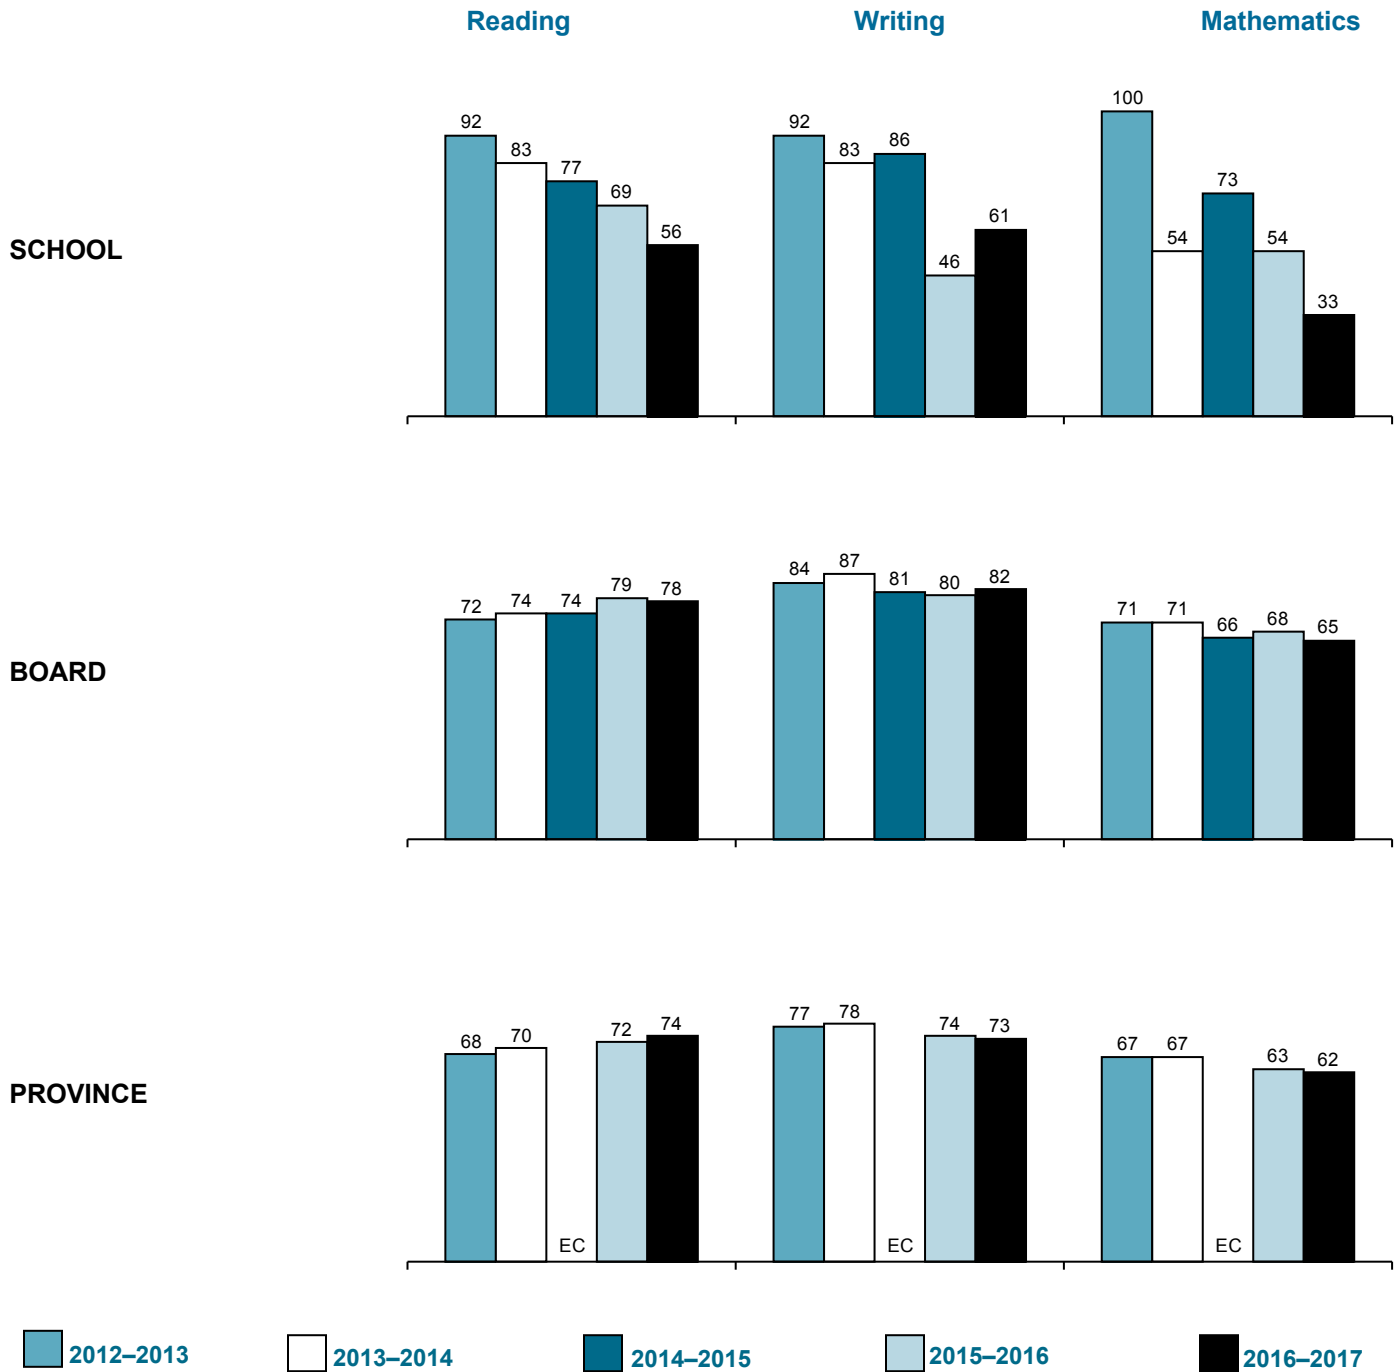 Reading Writing Mathematics
SCHOOL
92 83 77 69 56
92 83 86 46 61
100 54 73 54 33
BOARD
72 74 74 79 78
84 87 81 80 82
71 71 66 68 65
PROVINCE
68 70 EC 72 74
77 78 EC 74 73
67 67 EC 63 62
2012–2013 2013–2014 2014–2015 2015–2016 2016–2017